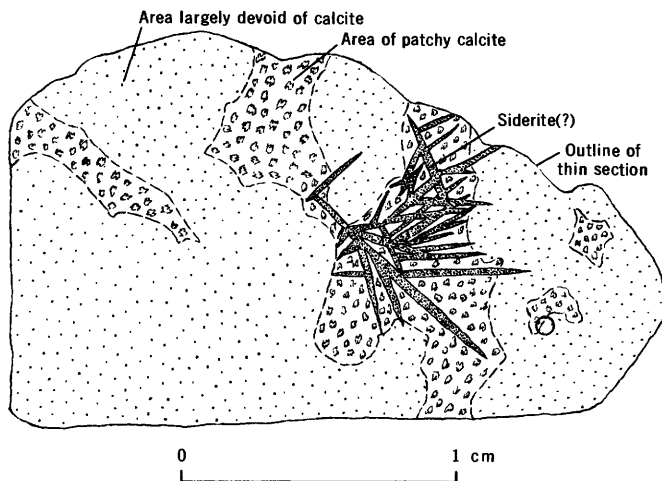 Area largely devoid of calcite
Area of patchy calcite
Siderite(?)
Outline of
thin section
0 1 cm